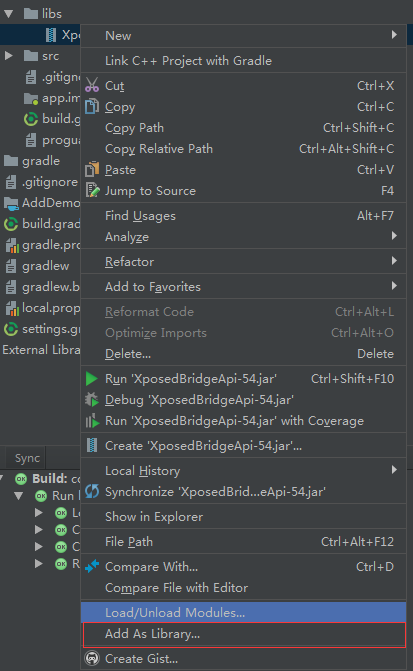 libs
Xpo
New
src
Link C++ Project with Gradle
.gitignore
Cut Ctrl+X
app.im
Copy Ctrl+C
build.g
Copy Path Ctrl+Shift+C
progua
Copy Relative Path Ctrl+Alt+Shift+C
gradle
Paste Ctrl+V
.gitignore
Jump to Source F4
AddDemo
Find Usages Alt+F7
build.grad
Analyze
gradle.pro
Refactor
gradlew
gradlew.b
Add to Favorites
local.prop
Reformat Code Ctrl+Alt+L
settings.gr
Optimize Imports Ctrl+Alt+O
External Libra
Delete... Delete
Run 'XposedBridgeApi-54.jar' Ctrl+Shift+F10
Debug 'XposedBridgeApi-54.jar'
Run 'XposedBridgeApi-54.jar' with Coverage
Create 'XposedBridgeApi-54.jar'...
Sync
Local History
Build: co
Synchronize 'XposedBrid...eApi-54.jar'
Run
Lo
Show in Explorer
C
File Path Ctrl+Alt+F12
C
R
Compare With... Ctrl+D
Compare File with Editor
Load/Unload Modules...
Add As Library...
Create Gist...